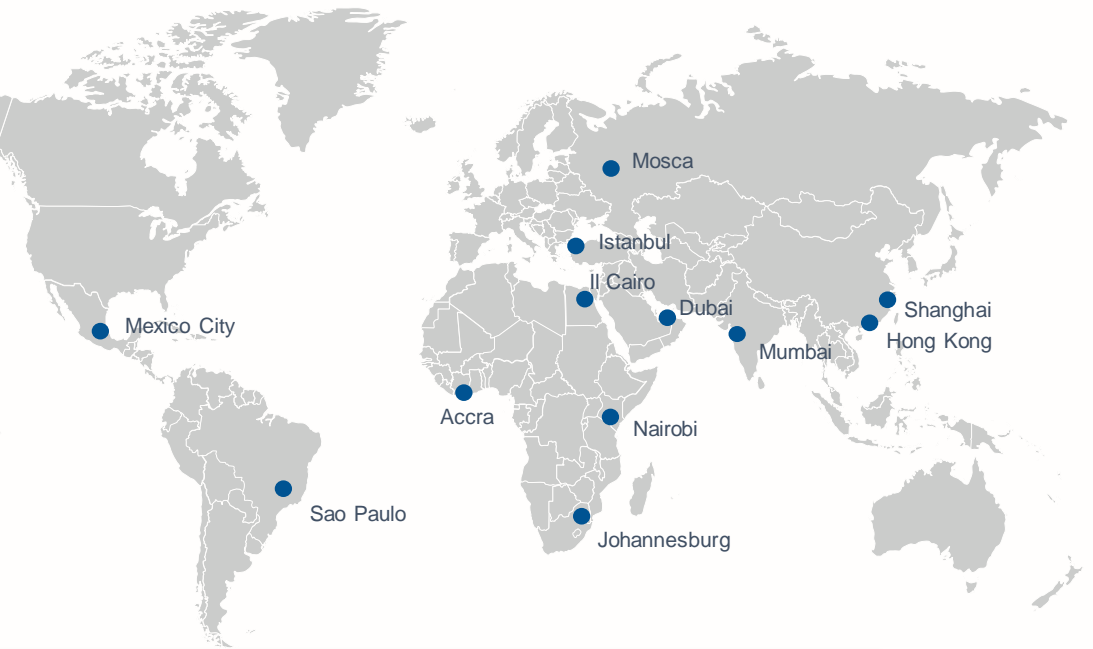 Mosca
Istanbul
Il Cairo
Dubai
Shanghai
Mexico City
Hong Kong
Mumbai
Accra
Nairobi
Sao Paulo
Johannesburg